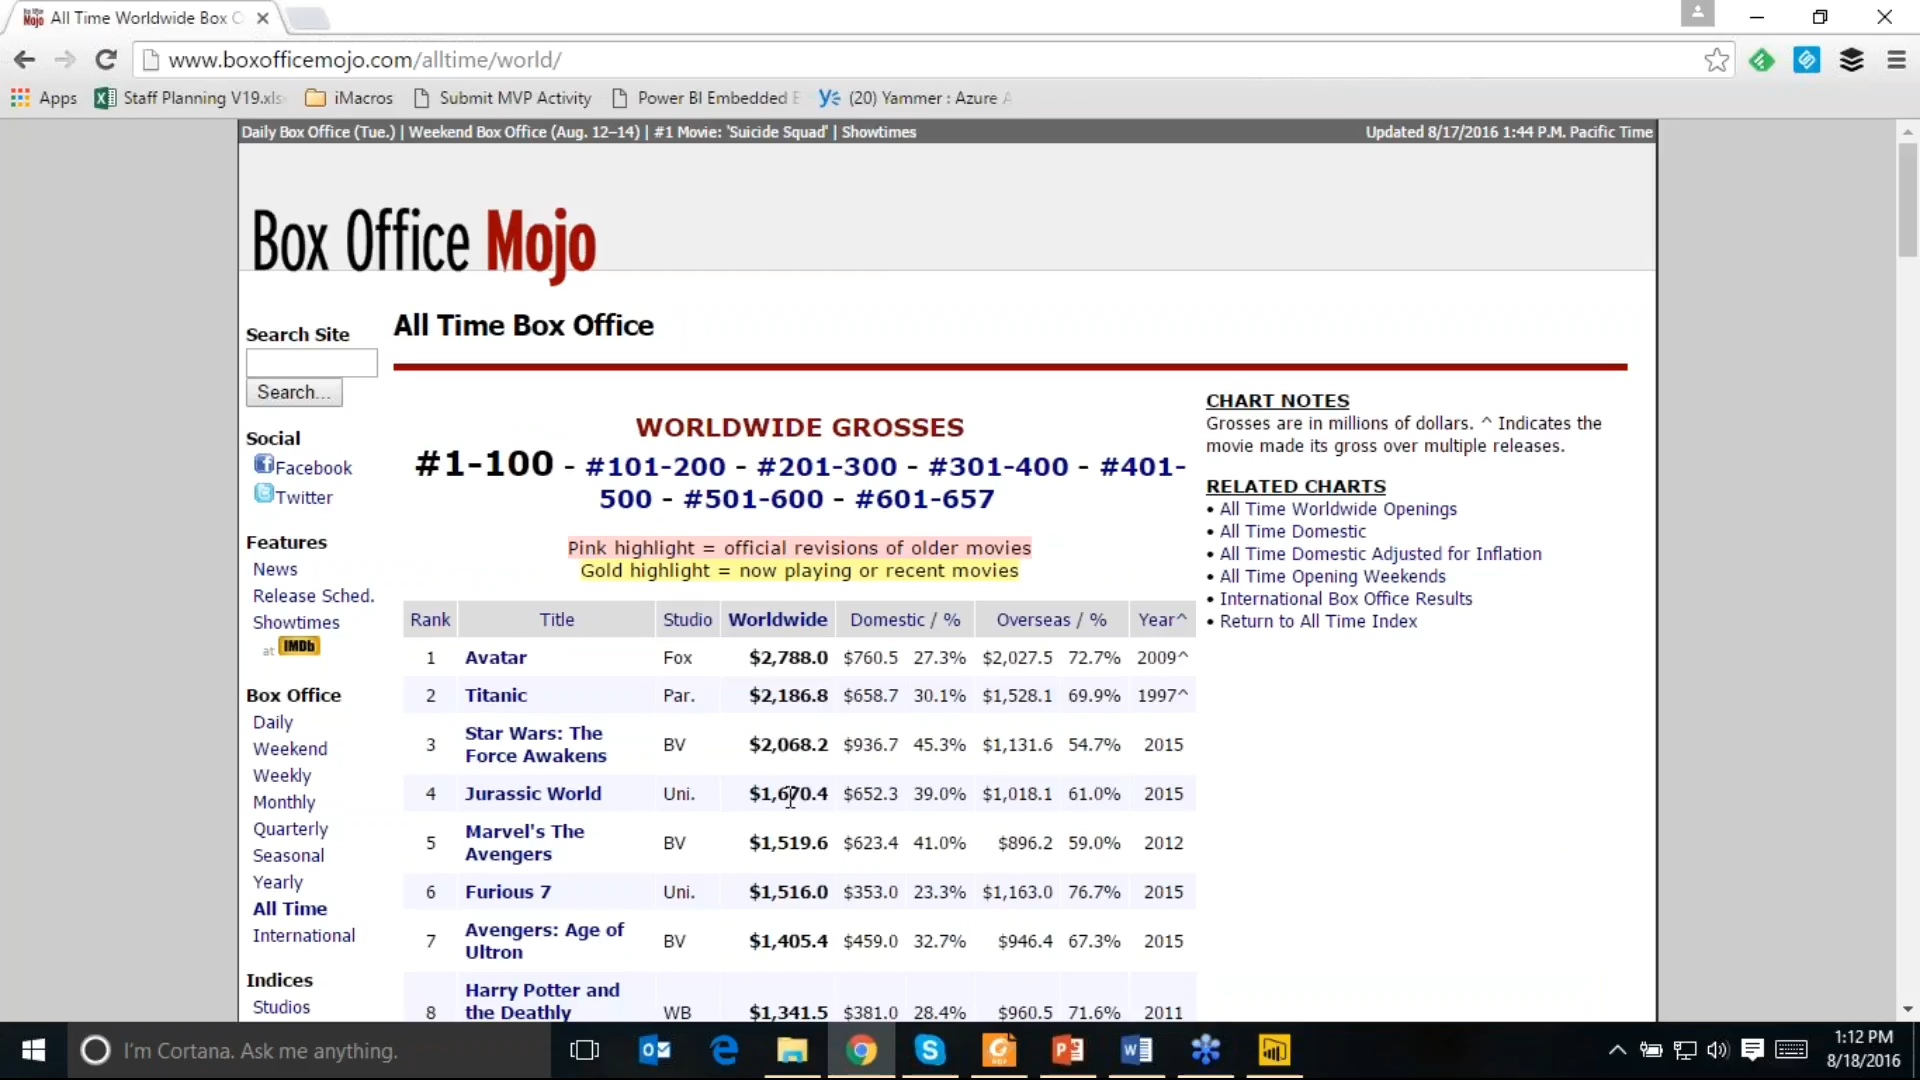 All Time Worldwide Box O
www.boxofficemojo.com/alltime/world/
Apps Staff Planning V19.xls iMacros Submit MVP Activity Power BI Embedded (20) Yammer : Azure
Daily Box Office (Tue.) | Weekend Box Office (Aug. 12–14) | #1 Movie: 'Suicide Squad' | Showtimes Updated 8/17/2016 1:44 P.M. Pacific Time
Box Office Mojo
Search Site
Search...
Social
Facebook
Twitter
Features
News
Release Sched.
Showtimes
at IMDb
Box Office
Daily
Weekend
Weekly
Monthly
Quarterly
Seasonal
Yearly
All Time
International
Indices
Studios
All Time Box Office
WORLDWIDE GROSSES
#1-100 - #101-200 - #201-300 - #301-400 - #401-
500 - #501-600 - #601-657
Pink highlight = official revisions of older movies
Gold highlight = now playing or recent movies
Rank Title Studio Worldwide Domestic / % Overseas / % Year^
1 Avatar Fox $2,788.0 $760.5 27.3% $2,027.5 72.7% 2009^
2 Titanic Par. $2,186.8 $658.7 30.1% $1,528.1 69.9% 1997^
3 Star Wars: The
Force Awakens BV $2,068.2 $936.7 45.3% $1,131.6 54.7% 2015
4 Jurassic World Uni. $1,670.4 $652.3 39.0% $1,018.1 61.0% 2015
5 Marvel's The
Avengers BV $1,519.6 $623.4 41.0% $896.2 59.0% 2012
6 Furious 7 Uni. $1,516.0 $353.0 23.3% $1,163.0 76.7% 2015
7 Avengers: Age of
Ultron BV $1,405.4 $459.0 32.7% $946.4 67.3% 2015
Harry Potter and
8 the Deathly WB $1,341.5 $381.0 28.4% $960.5 71.6% 2011
CHART NOTES
Grosses are in millions of dollars. ^ Indicates the
movie made its gross over multiple releases.
RELATED CHARTS
• All Time Worldwide Openings
• All Time Domestic
• All Time Domestic Adjusted for Inflation
• All Time Opening Weekends
• International Box Office Results
• Return to All Time Index
I'm Cortana. Ask me anything.
1:12 PM
8/18/2016